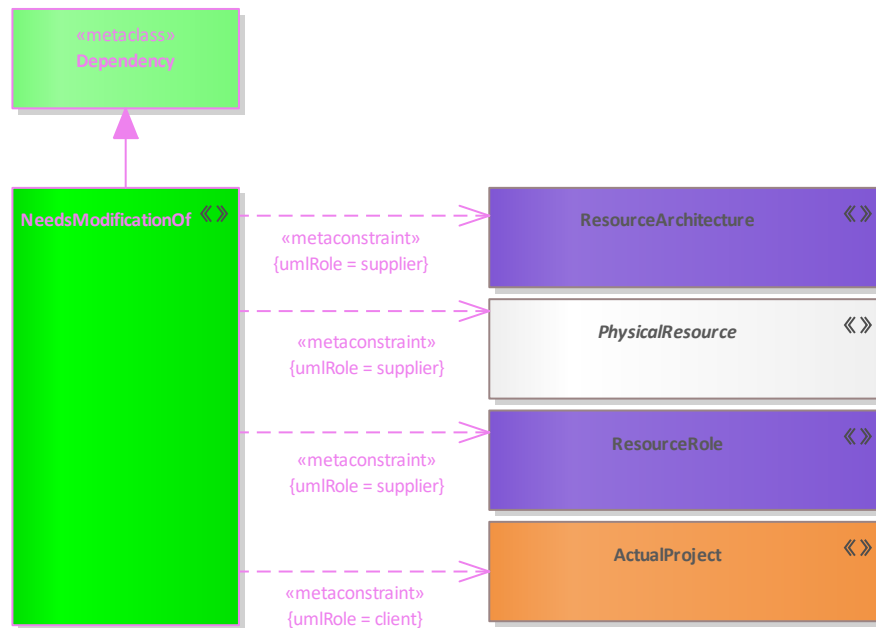 «metaclass»
Dependency
NeedsModificationOf «»
«metaconstraint»
{umlRole = supplier}
ResourceArchitecture «»
«metaconstraint»
{umlRole = supplier}
PhysicalResource «»
«metaconstraint»
{umlRole = supplier}
ResourceRole «»
«metaconstraint»
{umlRole = client}
ActualProject «»